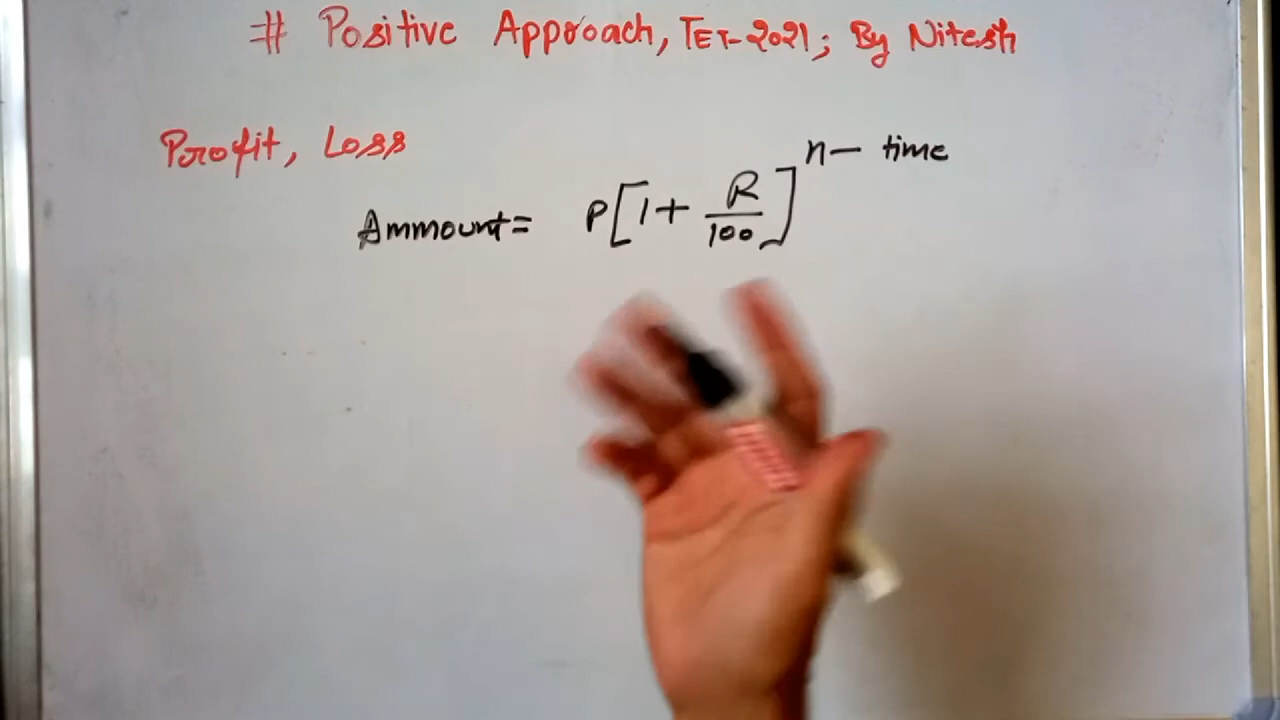 # Positive Approach, TET-2021; By Nitesh
Profit, Loss
Ammount = P[1 + R/100]^n — time